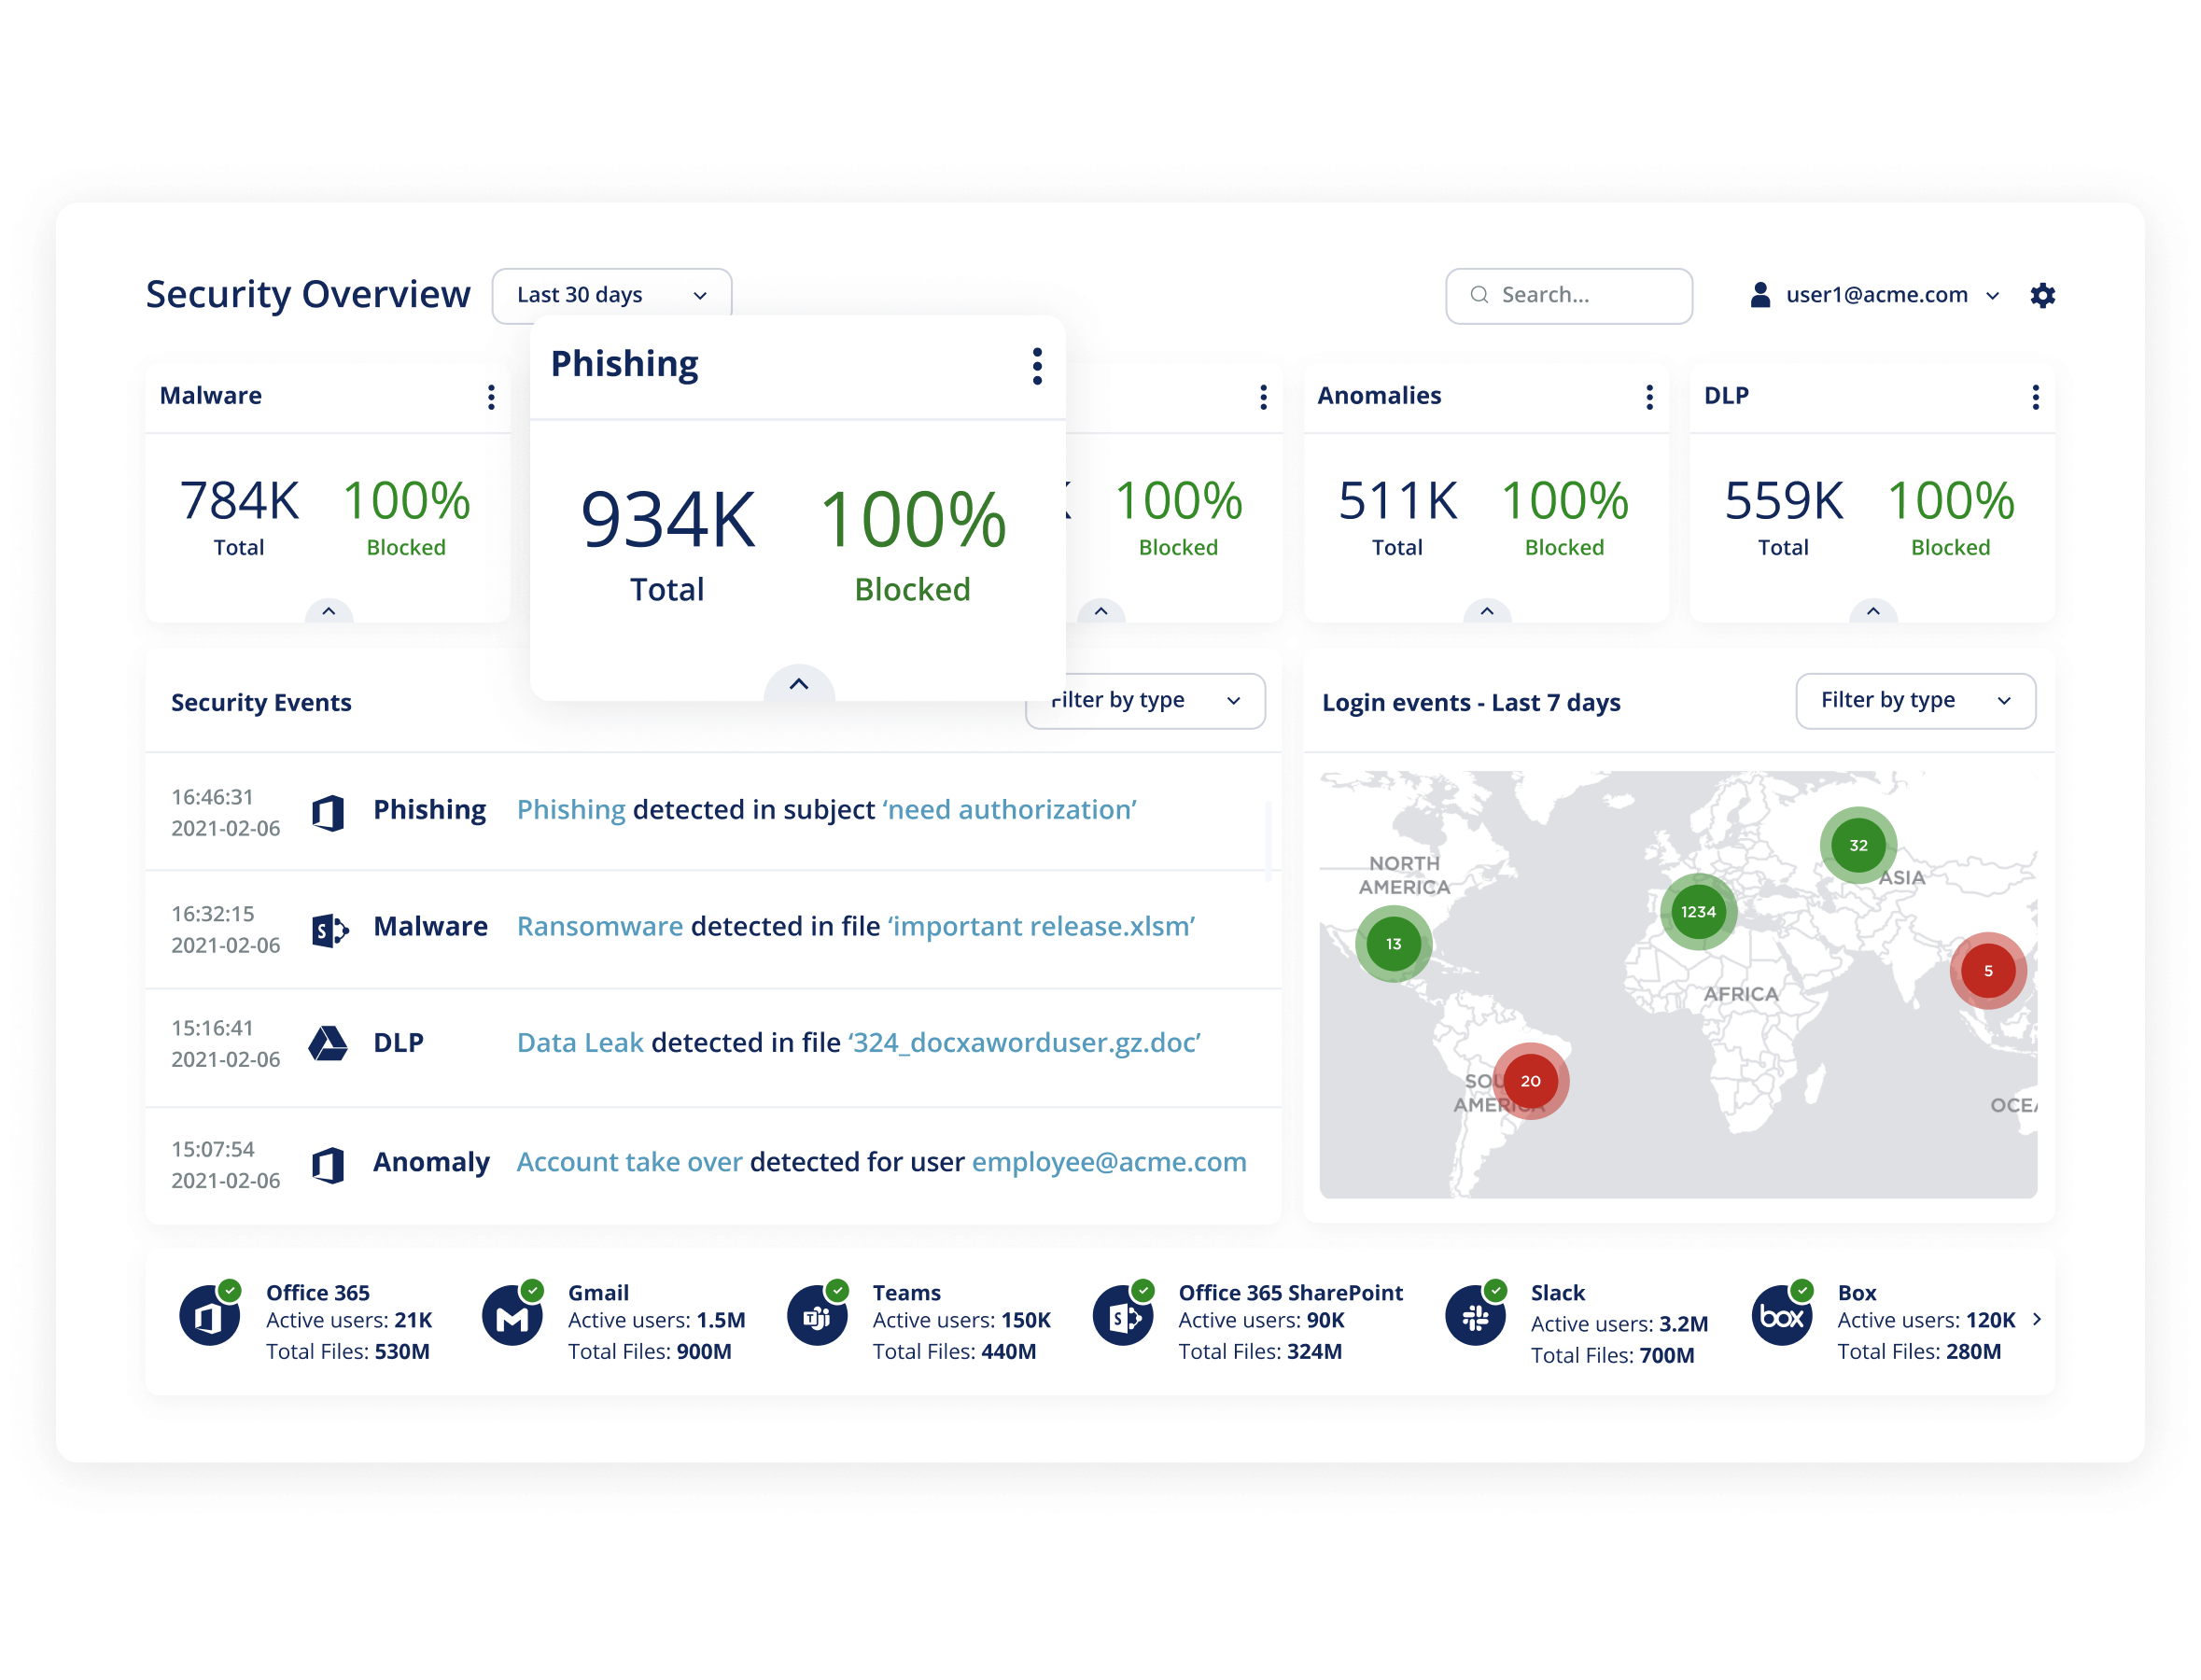 Security Overview
Last 30 days
Search...
user1@acme.com
Malware
784K
100%
Total
Blocked
Phishing
934K
100%
Total
Blocked
100%
Blocked
Anomalies
511K
100%
Total
Blocked
DLP
559K
100%
Total
Blocked
Security Events
Filter by type
16:46:31
2021-02-06
Phishing
Phishing detected in subject ‘need authorization’
16:32:15
2021-02-06
S
Malware
Ransomware detected in file ‘important release.xlsm’
15:16:41
2021-02-06
DLP
Data Leak detected in file ‘324_docxaworduser.gz.doc’
15:07:54
2021-02-06
Anomaly
Account take over detected for user employee@acme.com
Login events - Last 7 days
Filter by type
NORTH
AMERICA
ASIA
AFRICA
AMERICA
32
1234
13
5
20
Office 365
Active users: 21K
Total Files: 530M
Gmail
Active users: 1.5M
Total Files: 900M
T
Teams
Active users: 150K
Total Files: 440M
S
Office 365 SharePoint
Active users: 90K
Total Files: 324M
Slack
Active users: 3.2M
Total Files: 700M
box
Box
Active users: 120K
Total Files: 280M